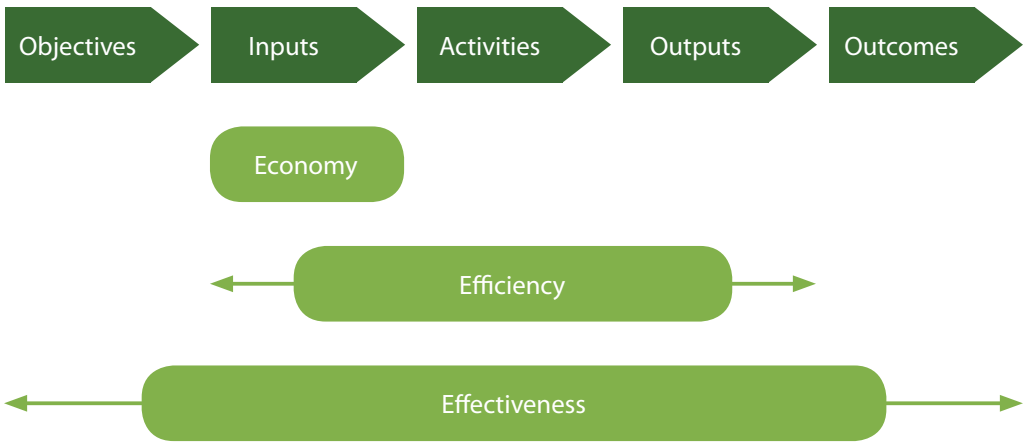 Objectives
Inputs
Activities
Outputs
Outcomes
Economy
Efficiency
Effectiveness